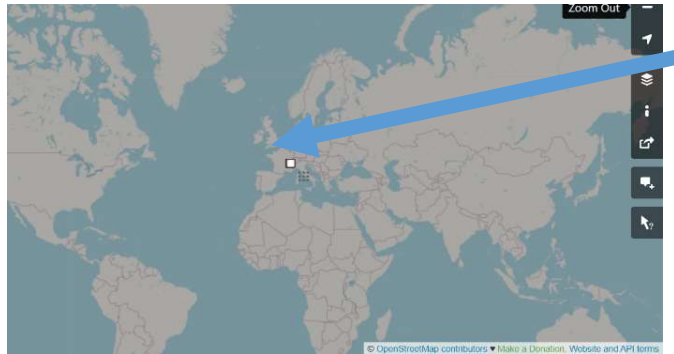 Zoom Out
© OpenStreetMap contributors ♥ Make a Donation. Website and API terms